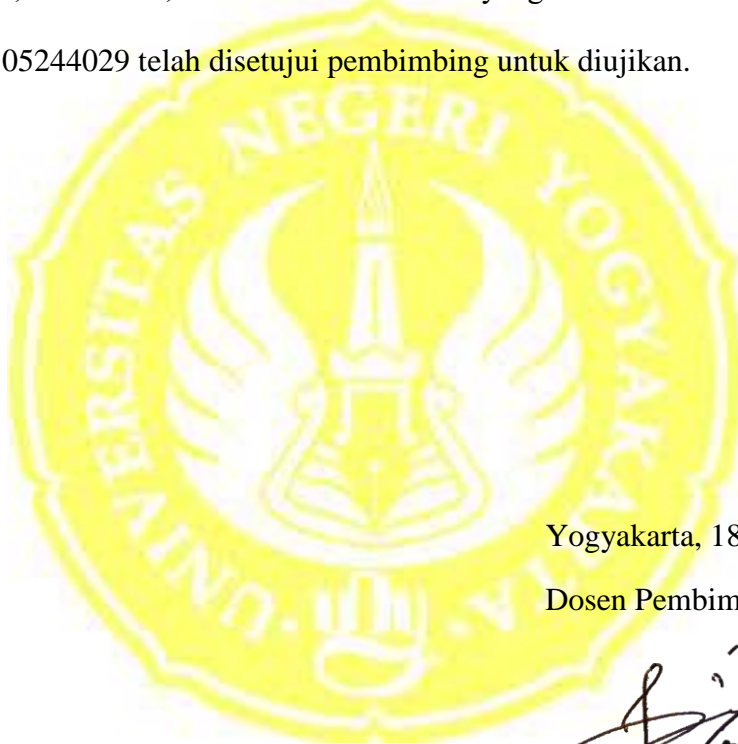 05244029 telah disetujui pembimbing untuk diujikan.
UNIVERSITAS NEGERI YOGYAKARTA
Yogyakarta, 18
Dosen Pembim